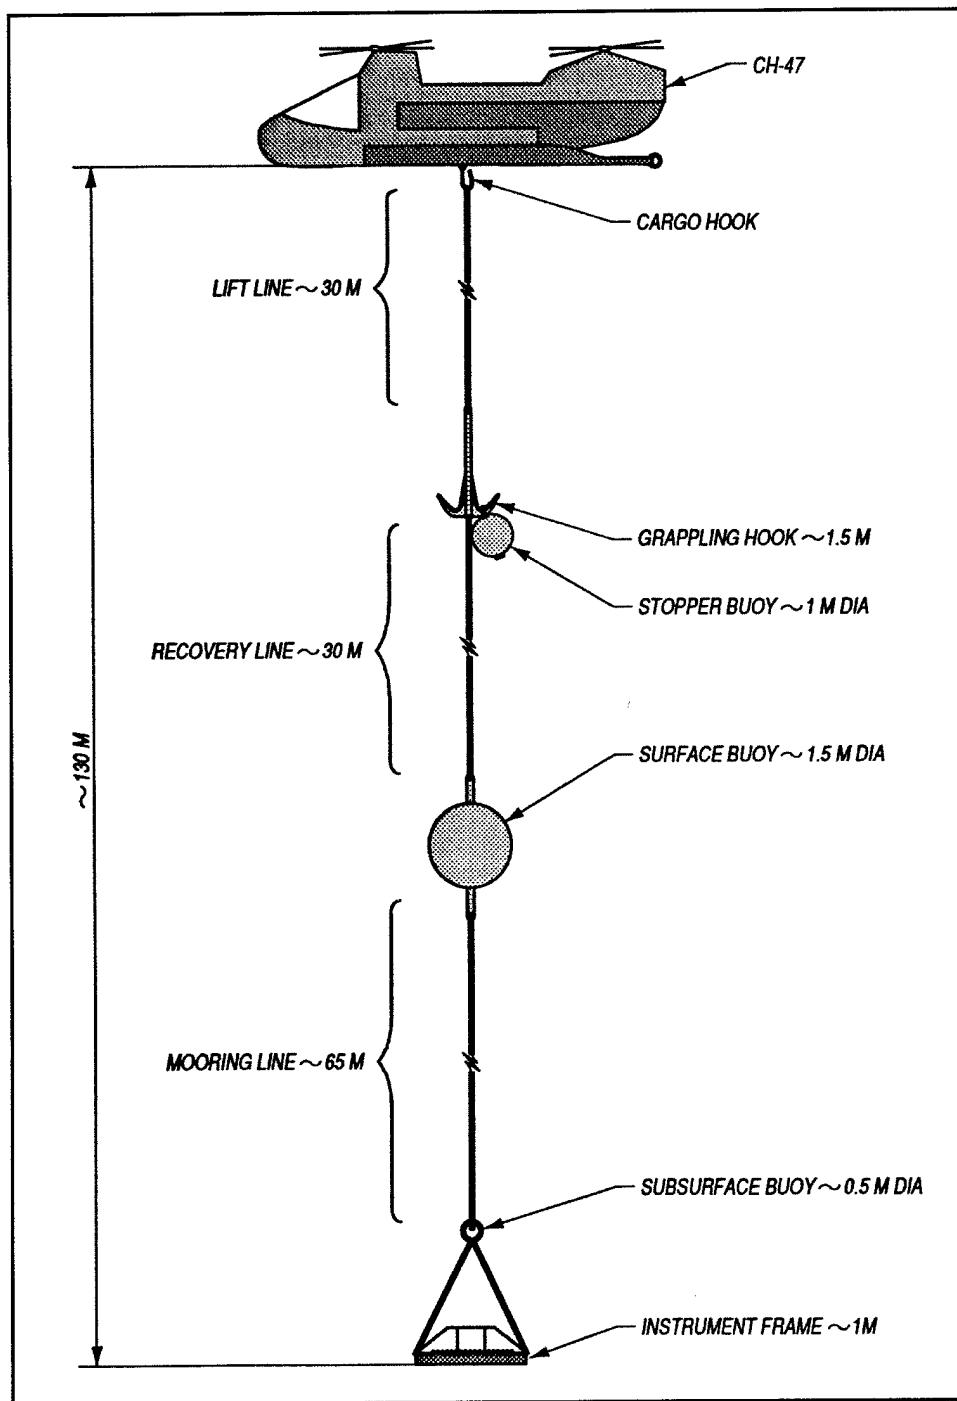 CH-47
CARGO HOOK
LIFT LINE ~ 30 M
GRAPPLING HOOK ~1.5 M
STOPPER BUOY ~ 1 M DIA
RECOVERY LINE ~ 30 M
~130 M
SURFACE BUOY ~ 1.5 M DIA
MOORING LINE ~ 65 M
SUBSURFACE BUOY ~ 0.5 M DIA
INSTRUMENT FRAME ~1M